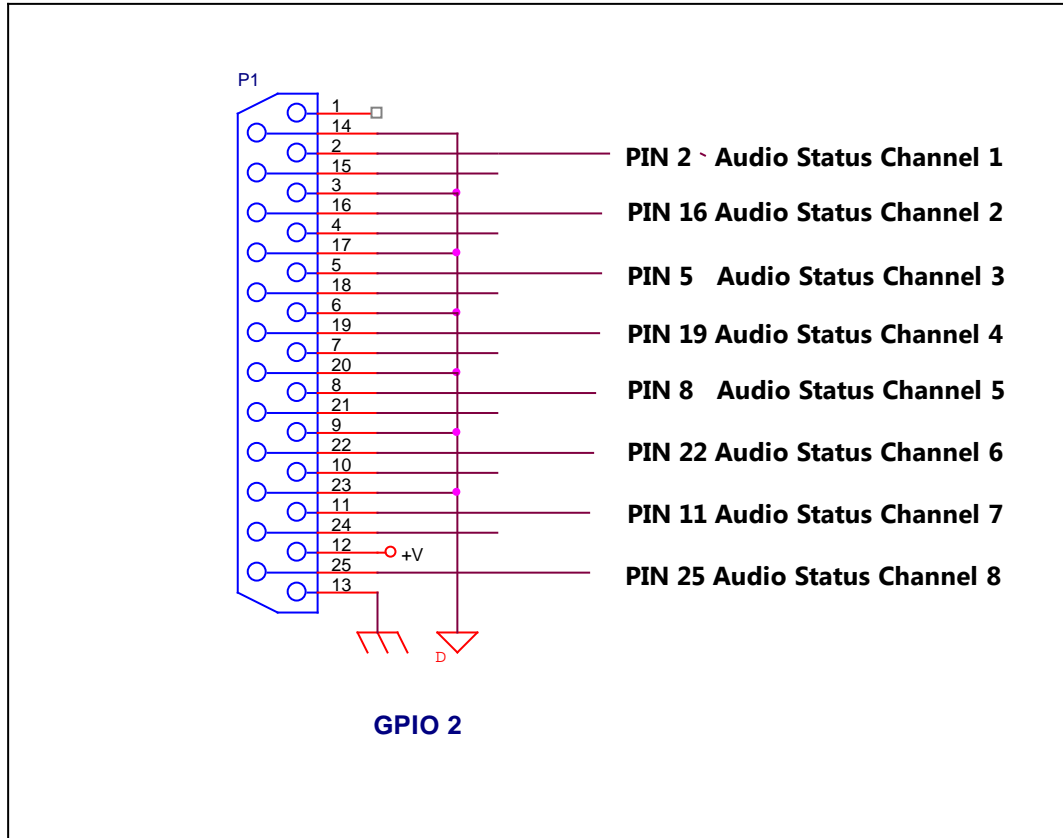 P1
1
14
2
PIN 2 ` Audio Status Channel 1
15
3
16
PIN 16 Audio Status Channel 2
4
17
5
PIN 5 Audio Status Channel 3
18
6
19
PIN 19 Audio Status Channel 4
7
20
8
PIN 8 Audio Status Channel 5
21
9
22
PIN 22 Audio Status Channel 6
10
23
11
PIN 11 Audio Status Channel 7
24
12
+V
25
PIN 25 Audio Status Channel 8
13
D
GPIO 2